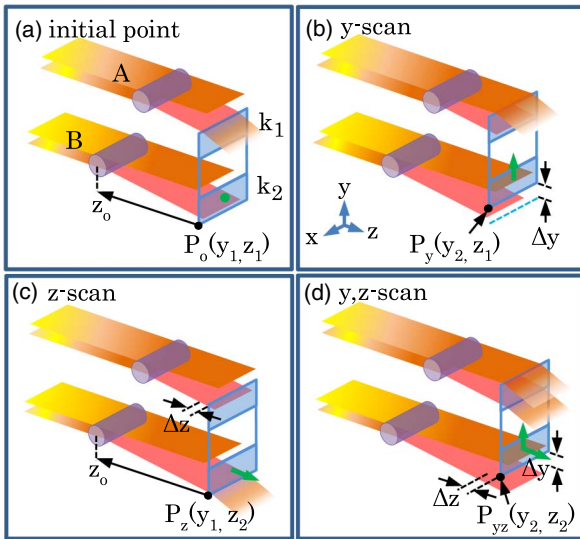 (a) initial point
A
B
k1
k2
zo
Po(y1, z1)
(b) y-scan
y
x
z
Py(y2, z1)
Δy
(c) z-scan
Δz
zo
Pz(y1, z2)
(d) y,z-scan
Δy
Δz
Pyz(y2, z2)